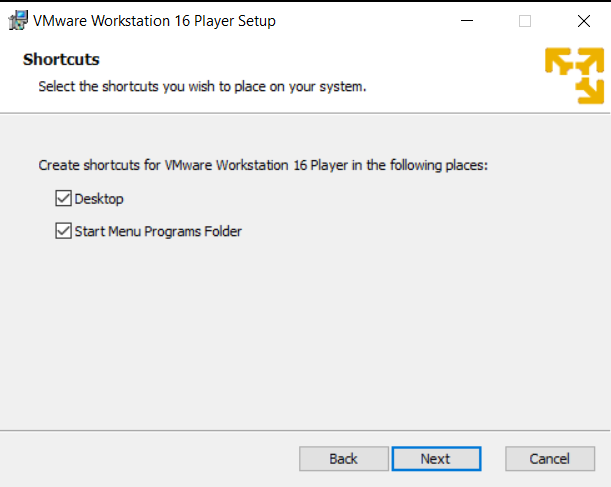 VMware Workstation 16 Player Setup
Shortcuts
Select the shortcuts you wish to place on your system.
Create shortcuts for VMware Workstation 16 Player in the following places:
Desktop
Start Menu Programs Folder
Back
Next
Cancel